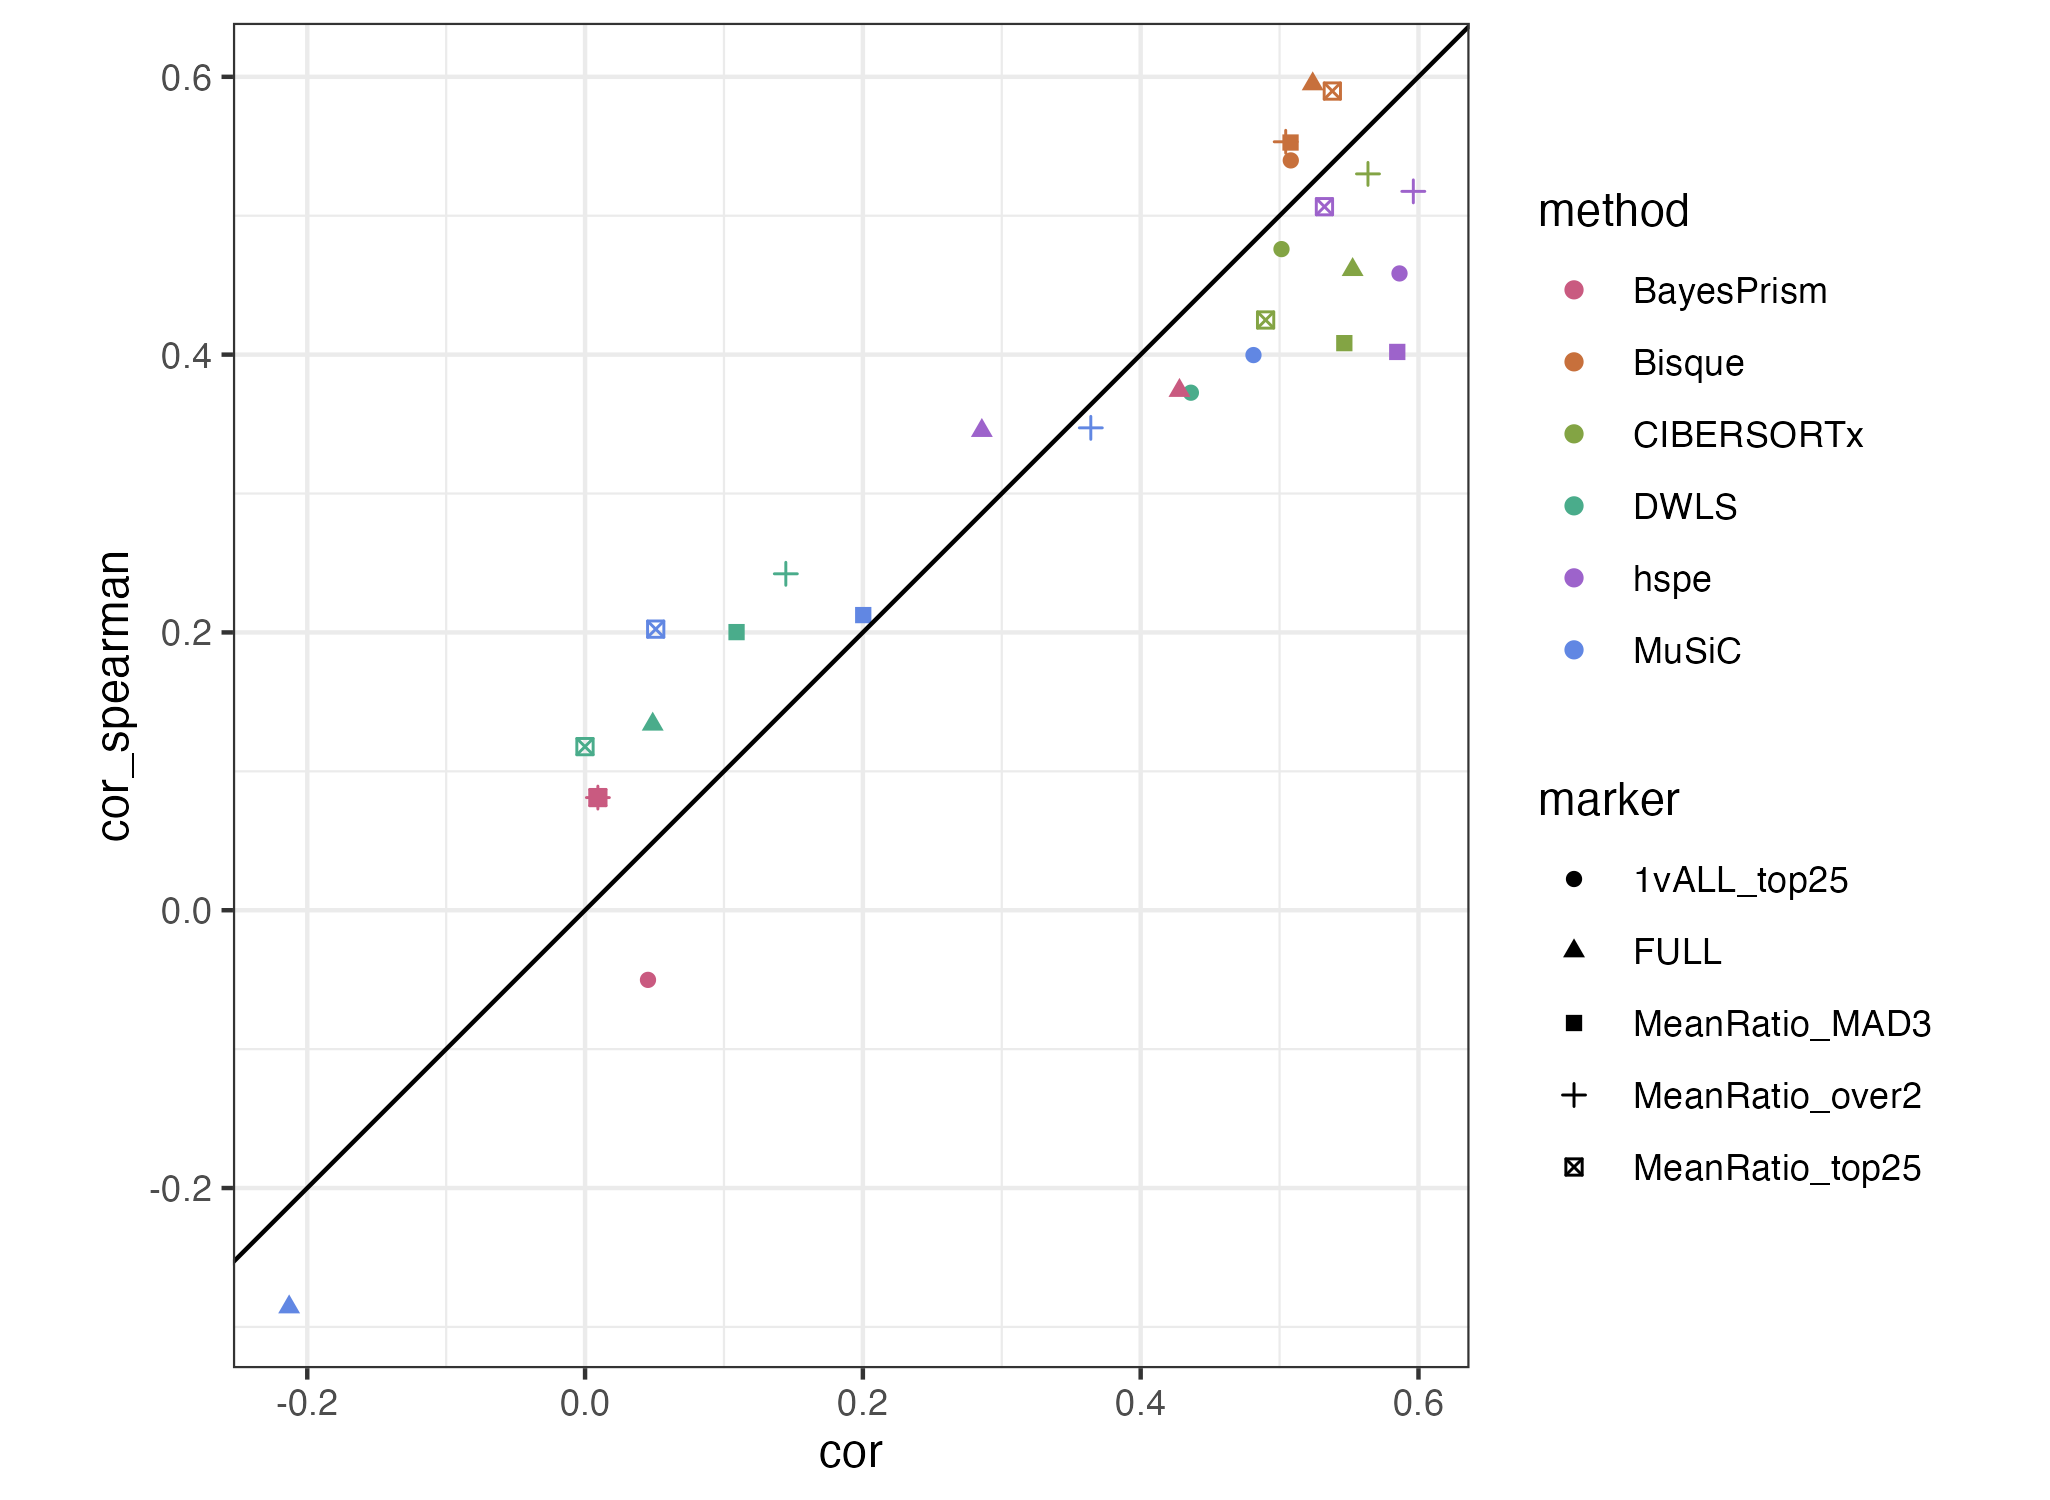 0.6
0.4
0.2
0.0
-0.2
cor_spearman
-0.2
0.0
0.2
0.4
0.6
cor
method
BayesPrism
Bisque
CIBERSORTx
DWLS
hspe
MuSiC
marker
1vALL_top25
FULL
MeanRatio_MAD3
MeanRatio_over2
MeanRatio_top25